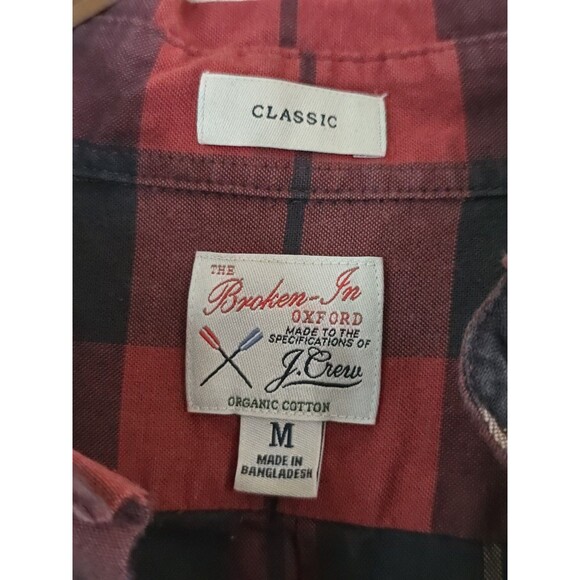 CLASSIC
THE
Broken-In
OXFORD
MADE TO THE
SPECIFICATIONS OF
J.Crew
ORGANIC COTTON
M
MADE IN
BANGLADESH